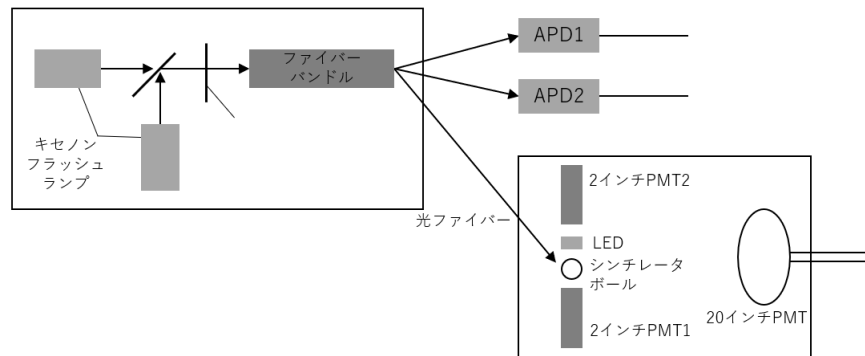 ファイバー
バンドル
APD1
APD2
キセノン
フラッシュ
ランプ
2インチPMT2
光ファイバー
LED
シンチレータ
ボール
20インチPMT
2インチPMT1